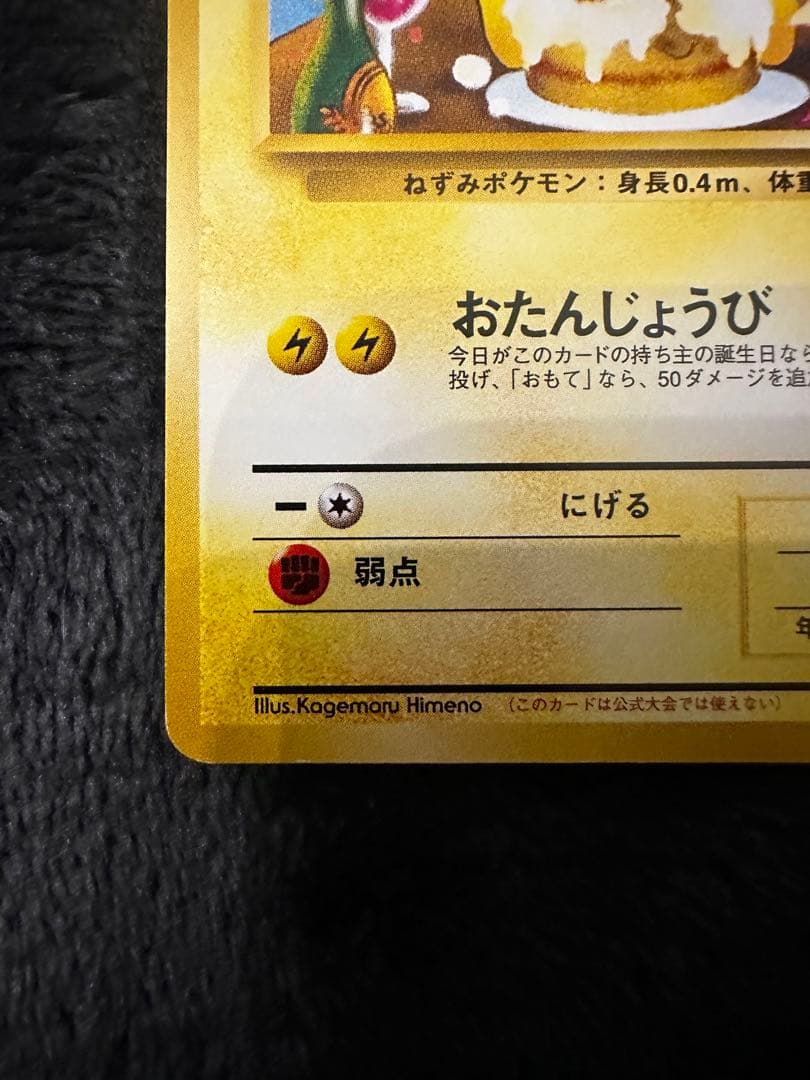 ねずみポケモン：身長0.4m、体重
おたんじょうび
今日がこのカードの持ち主の誕生日なら
投げ、「おもて」なら、50ダメージを追
にげる
弱点
年
Illus.Kagemaru Himeno （このカードは公式大会では使えない）